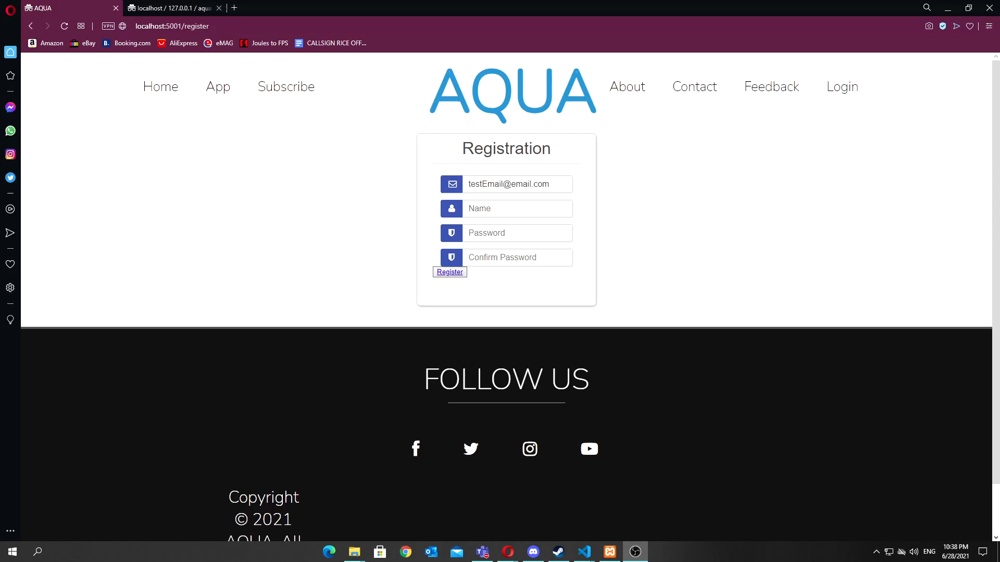 AQUA
localhost / 127.0.0.1 / aqua
VPN
localhost:5001/register
Amazon
eBay
Booking.com
AliExpress
eMAG
Joules to FPS
CALLSIGN RICE OFF...
Home
App
Subscribe
AQUA
About
Contact
Feedback
Login
Registration
testEmail@email.com
Name
Password
Confirm Password
Register
FOLLOW US
Copyright
© 2021
AQUA. All
ENG
10:38 PM
6/28/2021